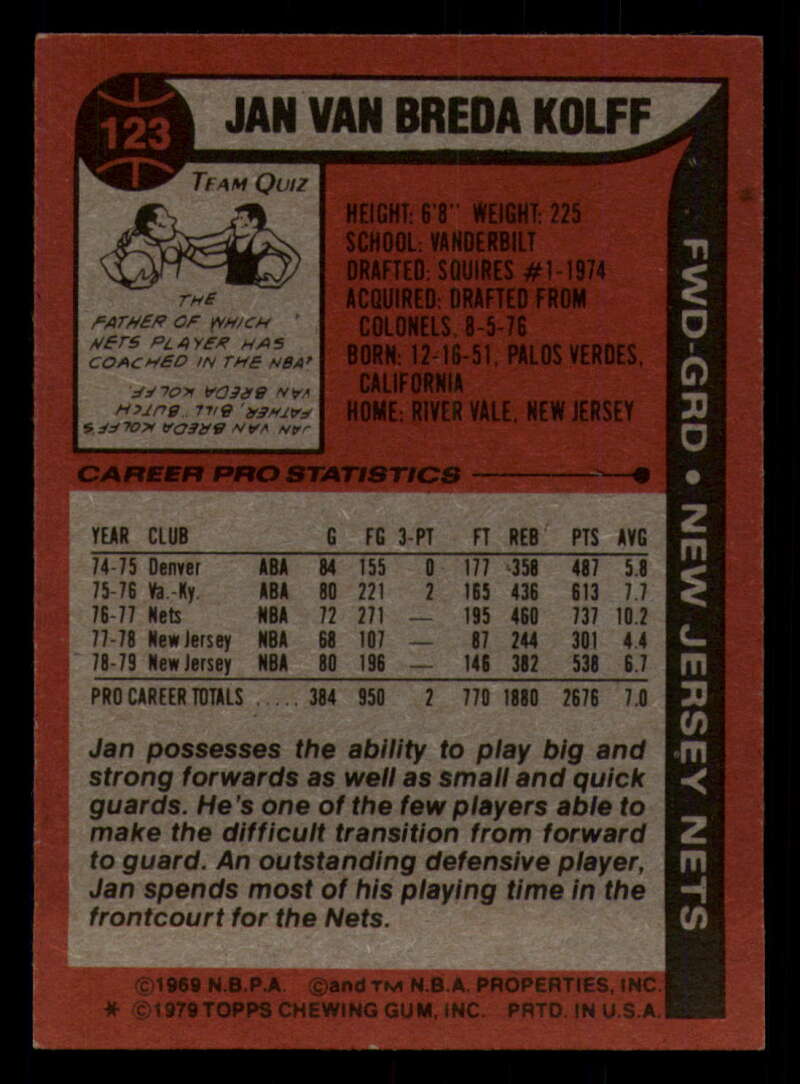 123
JAN VAN BREDA KOLFF
TEAM QUIZ
THE
FATHER OF WHICH
NETS PLAYER HAS
COACHED IN THE NBA?
JAN VAN BREDA KOLFF'S
FATHER, BILL "BUTCH"
VAN BREDA KOLFF.
HEIGHT: 6'8" WEIGHT: 225
SCHOOL: VANDERBILT
DRAFTED: SQUIRES #1-1974
ACQUIRED: DRAFTED FROM
COLONELS, 8-5-76
BORN: 12-16-51, PALOS VERDES,
CALIFORNIA
HOME: RIVER VALE, NEW JERSEY
FWD-GRD • NEW JERSEY NETS
CAREER PRO STATISTICS
YEAR CLUB G FG 3-PT FT REB PTS AVG
74-75 Denver ABA 84 155 0 177 358 487 5.8
75-76 Va.-Ky. ABA 80 221 2 165 436 613 7.7
76-77 Nets NBA 72 271 — 195 460 737 10.2
77-78 New Jersey NBA 68 107 — 87 244 301 4.4
78-79 New Jersey NBA 80 196 — 146 382 538 6.7
PRO CAREER TOTALS ..... 384 950 2 770 1880 2676 7.0
Jan possesses the ability to play big and
strong forwards as well as small and quick
guards. He's one of the few players able to
make the difficult transition from forward
to guard. An outstanding defensive player,
Jan spends most of his playing time in the
frontcourt for the Nets.
©1969 N.B.P.A. ©and TM N.B.A. PROPERTIES, INC.
* ©1979 TOPPS CHEWING GUM, INC. PRTD. IN U.S.A.